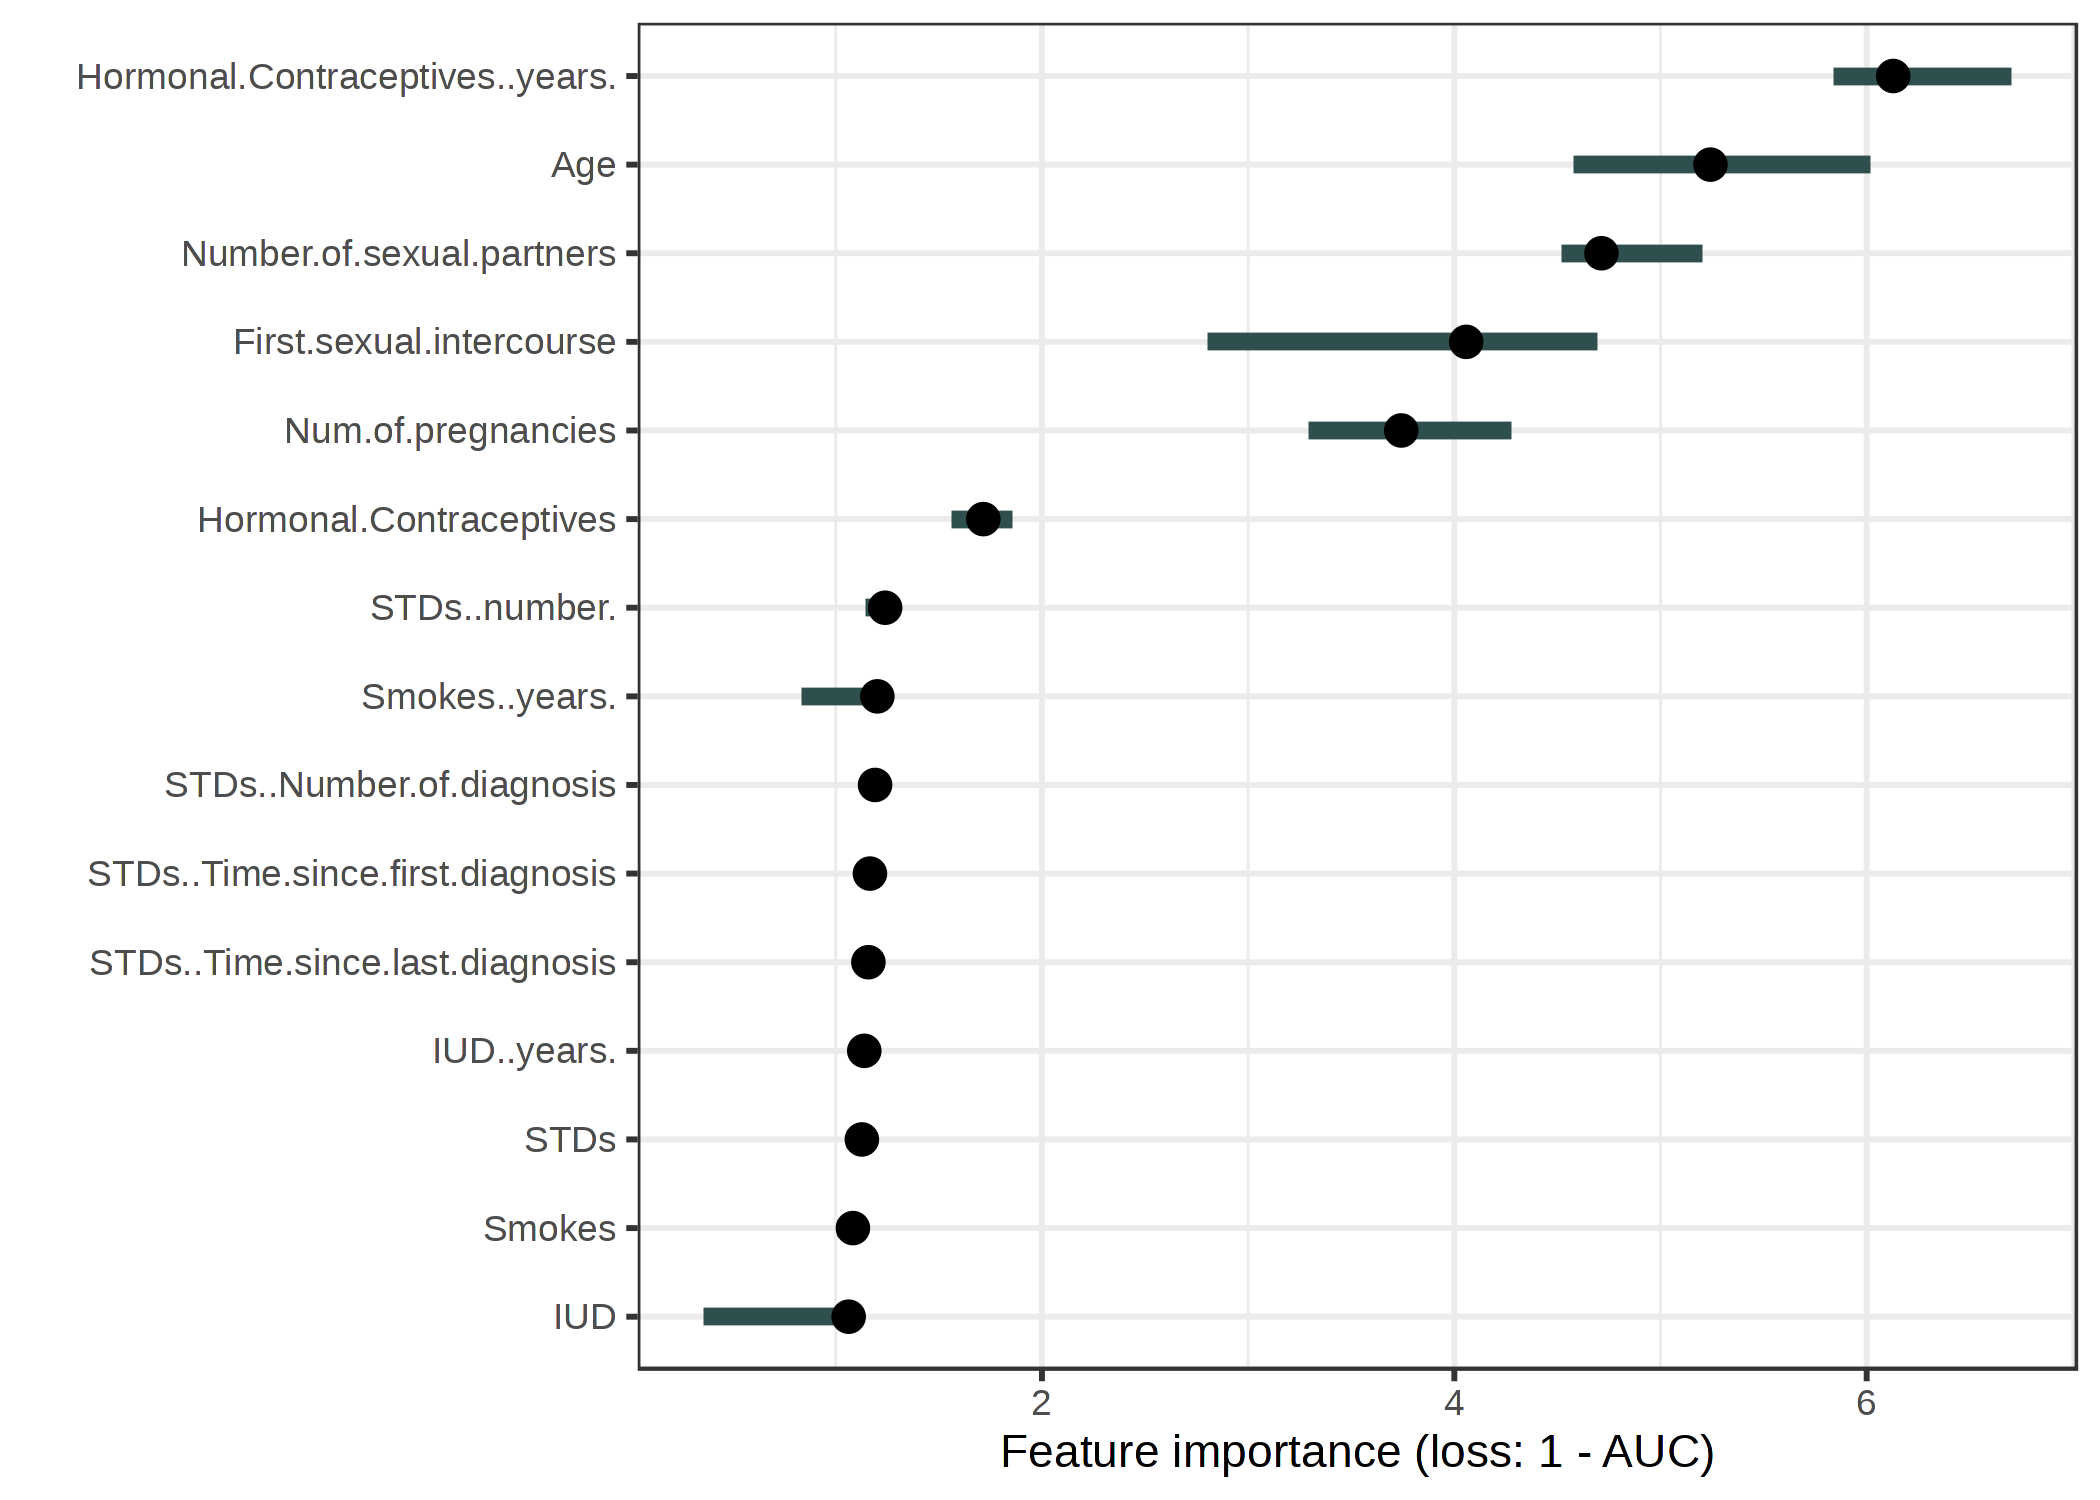 Hormonal.Contraceptives..years.
Age
Number.of.sexual.partners
First.sexual.intercourse
Num.of.pregnancies
Hormonal.Contraceptives
STDs..number.
Smokes..years.
STDs..Number.of.diagnosis
STDs..Time.since.first.diagnosis
STDs..Time.since.last.diagnosis
IUD..years.
STDs
Smokes
IUD
2 4 6
Feature importance (loss: 1 - AUC)